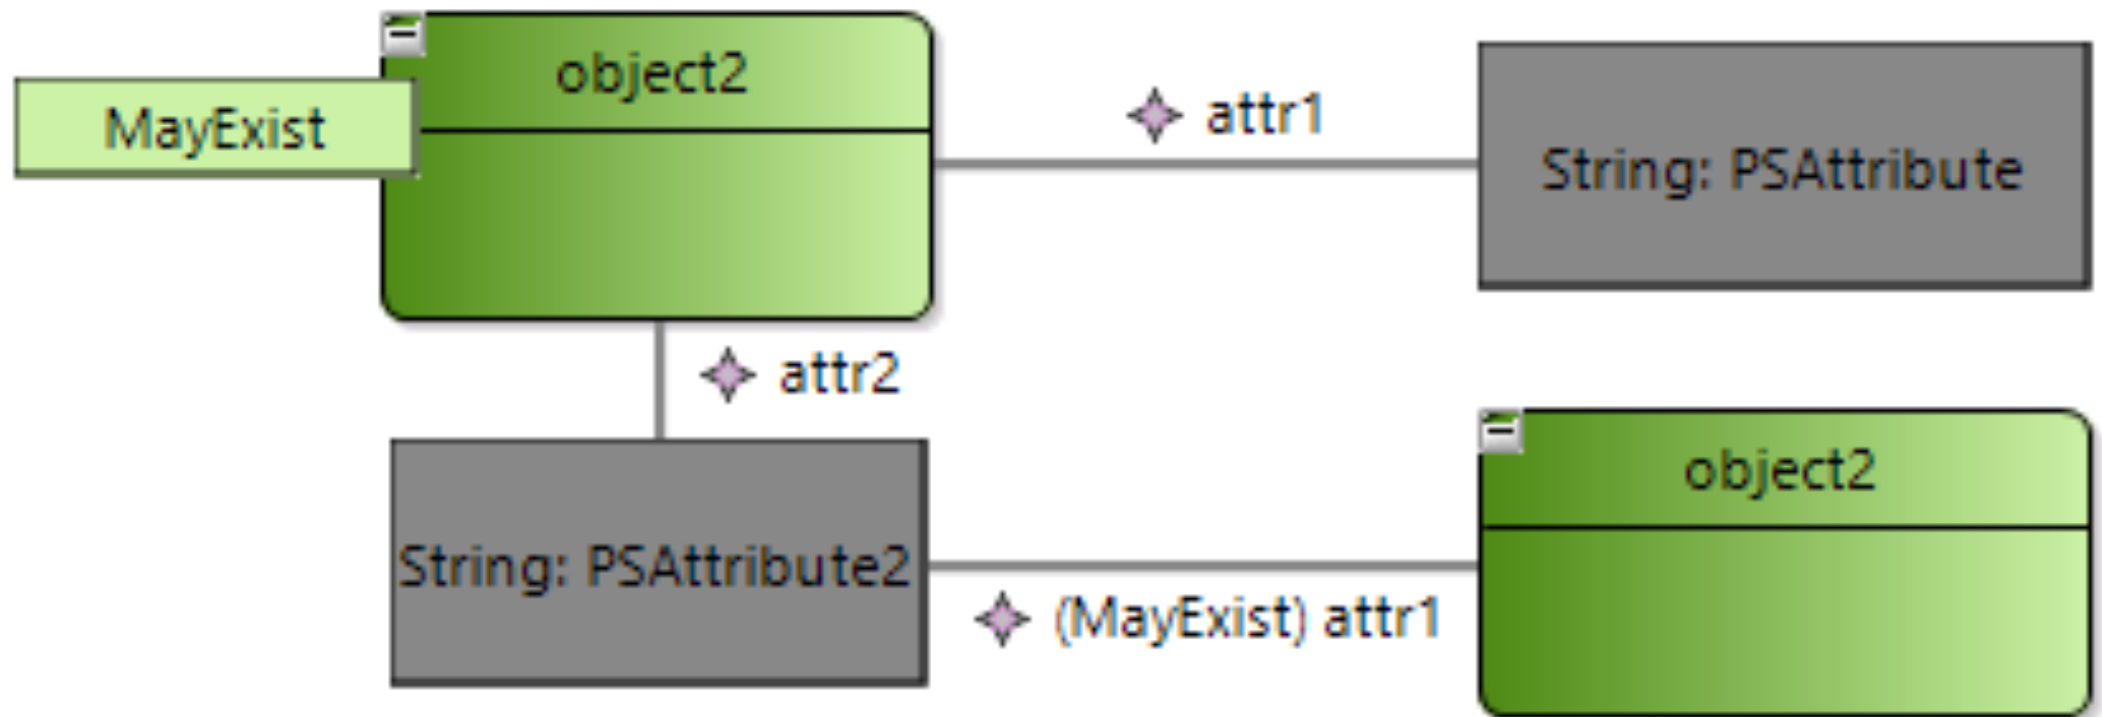 object2
MayExist
attr1
String: PSAttribute
attr2
object2
String: PSAttribute2
(MayExist) attr1